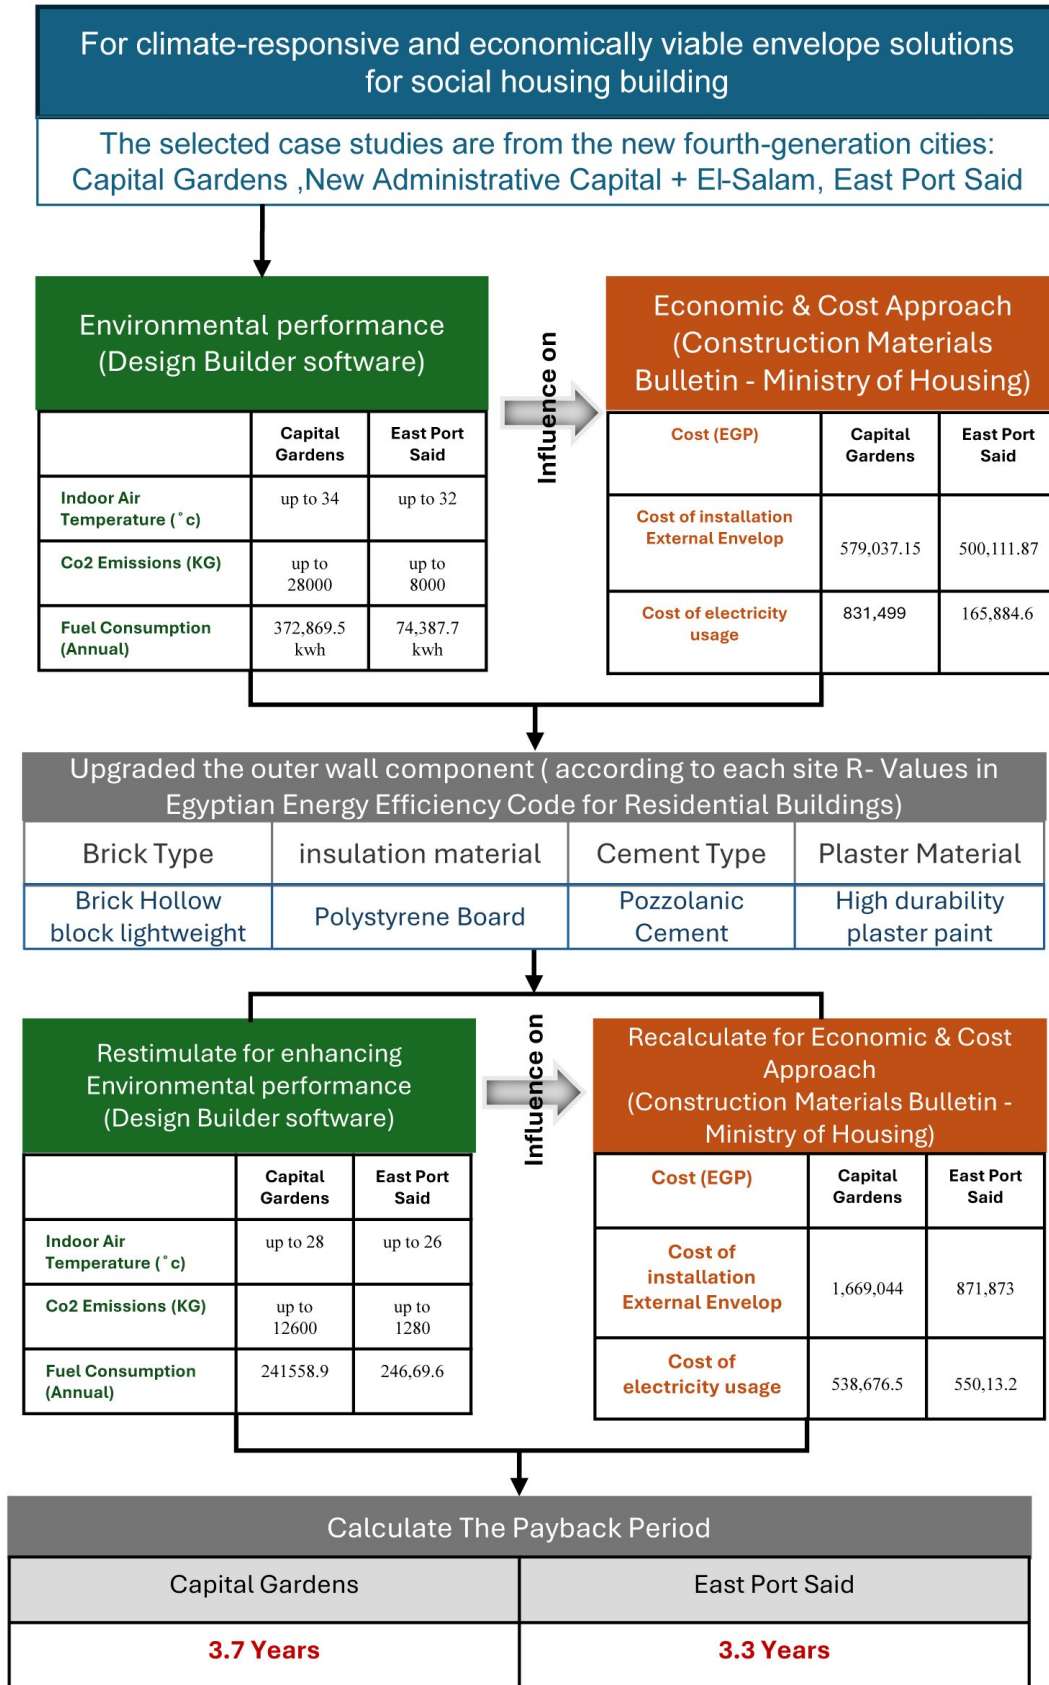 For climate-responsive and economically viable envelope solutions
for social housing building
The selected case studies are from the new fourth-generation cities:
Capital Gardens ,New Administrative Capital + El-Salam, East Port Said
Environmental performance
(Design Builder software)
Capital
Gardens
East Port
Said
Indoor Air
Temperature (˚c)
up to 34
up to 32
Co2 Emissions (KG)
up to
28000
up to
8000
Fuel Consumption
(Annual)
372,869.5
kwh
74,387.7
kwh
Influence on
Economic & Cost Approach
(Construction Materials
Bulletin - Ministry of Housing)
Cost (EGP)
Capital
Gardens
East Port
Said
Cost of installation
External Envelop
579,037.15
500,111.87
Cost of electricity
usage
831,499
165,884.6
Upgraded the outer wall component ( according to each site R- Values in
Egyptian Energy Efficiency Code for Residential Buildings)
Brick Type
insulation material
Cement Type
Plaster Material
Brick Hollow
block lightweight
Polystyrene Board
Pozzolanic
Cement
High durability
plaster paint
Restimulate for enhancing
Environmental performance
(Design Builder software)
Capital
Gardens
East Port
Said
Indoor Air
Temperature (˚c)
up to 28
up to 26
Co2 Emissions (KG)
up to
12600
up to
1280
Fuel Consumption
(Annual)
241558.9
246,69.6
Influence on
Recalculate for Economic & Cost
Approach
(Construction Materials Bulletin -
Ministry of Housing)
Cost (EGP)
Capital
Gardens
East Port
Said
Cost of
installation
External Envelop
1,669,044
871,873
Cost of
electricity usage
538,676.5
550,13.2
Calculate The Payback Period
Capital Gardens
East Port Said
3.7 Years
3.3 Years